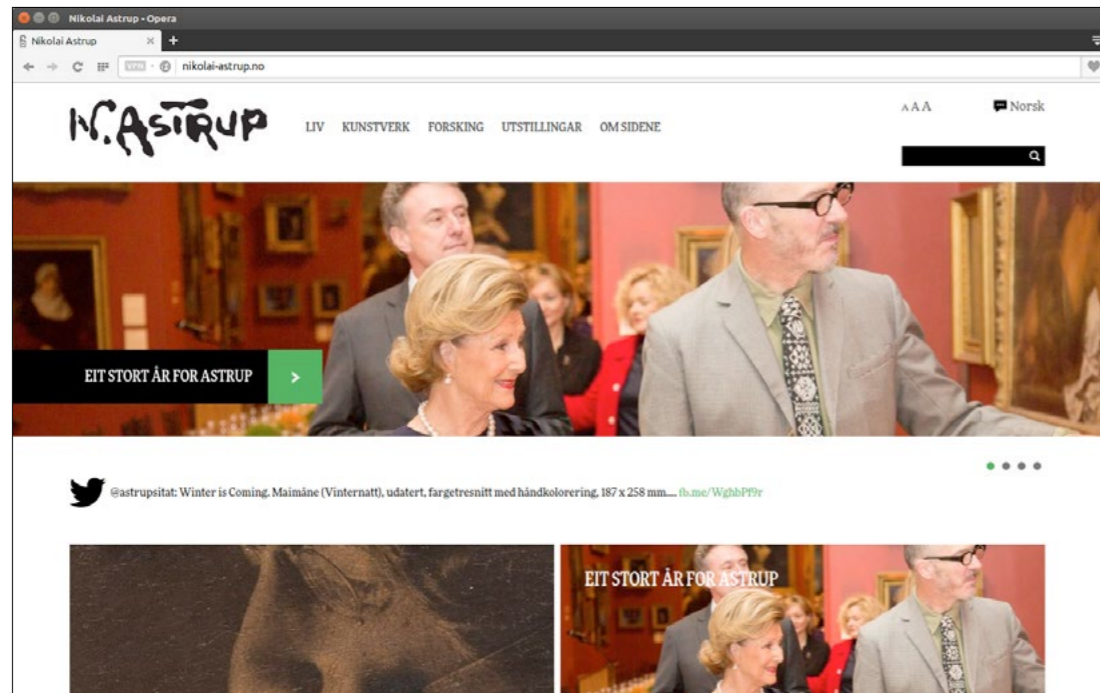 Nikolai Astrup - Opera
Nikolai Astrup
VPN
nikolai-astrup.no
N. ASTRUP
LIV KUNSTVERK FORSKING UTSTILLINGAR OM SIDENE
A A A
Norsk
EIT STORT ÅR FOR ASTRUP
@astrupsitat: Winter is Coming. Maimåne (Vinternatt), udatert, fargetresnitt med håndkolorering, 187 x 258 mm.... fb.me/WghbPf9r
EIT STORT ÅR FOR ASTRUP